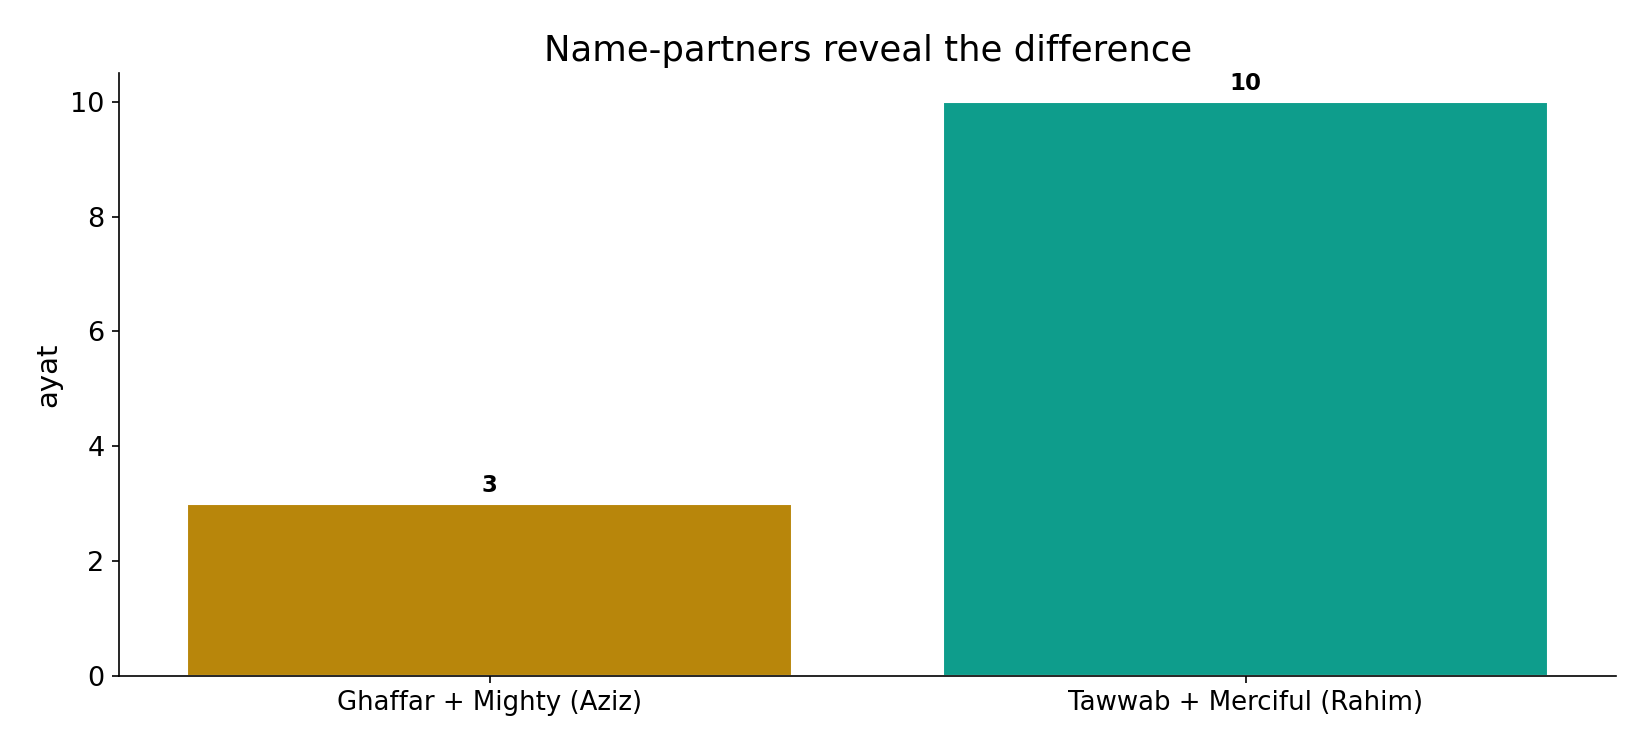 Name-partners reveal the difference
10
8
6
4
2
0
ayat
3
10
Ghaffar + Mighty (Aziz)
Tawwab + Merciful (Rahim)